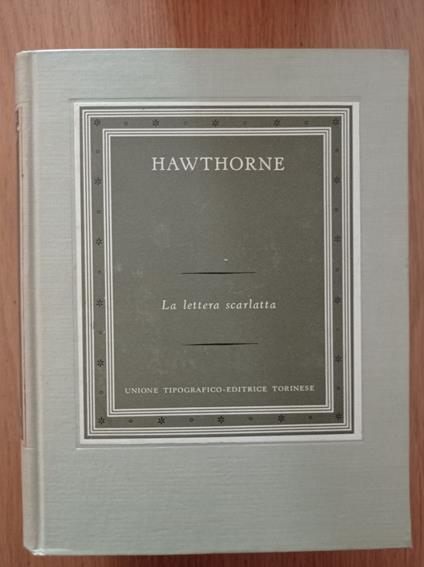 HAWTHORNE
La lettera scarlatta
UNIONE TIPOGRAFICO-EDITRICE TORINESE